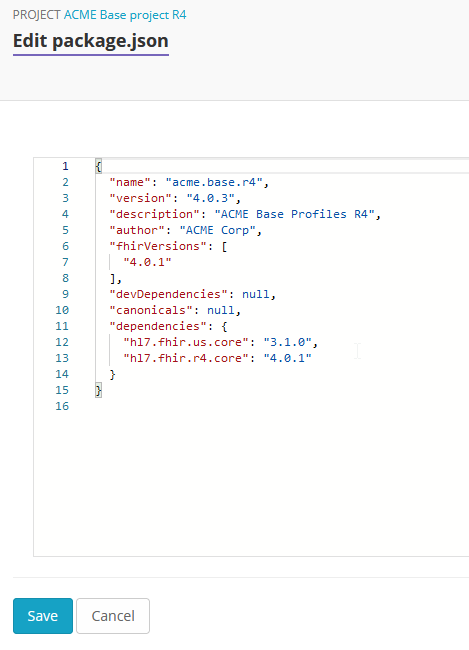 PROJECT ACME Base project R4
Edit package.json
1 {
2 "name": "acme.base.r4",
3 "version": "4.0.3",
4 "description": "ACME Base Profiles R4",
5 "author": "ACME Corp",
6 "fhirVersions": [
7 "4.0.1"
8 ],
9 "devDependencies": null,
10 "canonicals": null,
11 "dependencies": {
12 "hl7.fhir.us.core": "3.1.0",
13 "hl7.fhir.r4.core": "4.0.1"
14 }
15 }
16
Save Cancel